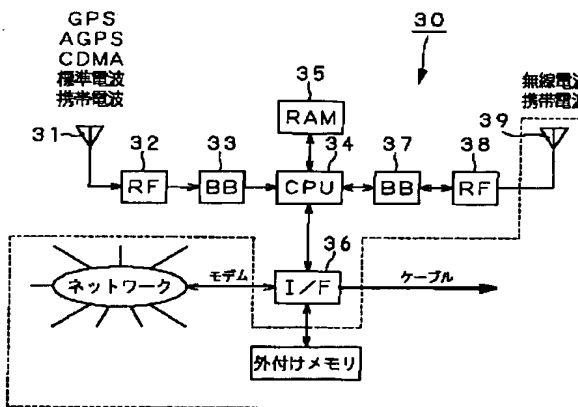 GPS
AGPS
CDMA
標準電波
携帯電波
30
無線電波
携帯電波
31
32
33
35
34
37
38
39
RAM
RF
BB
CPU
BB
RF
36
ネットワーク
モデム
I/F
ケーブル
外付けメモリ